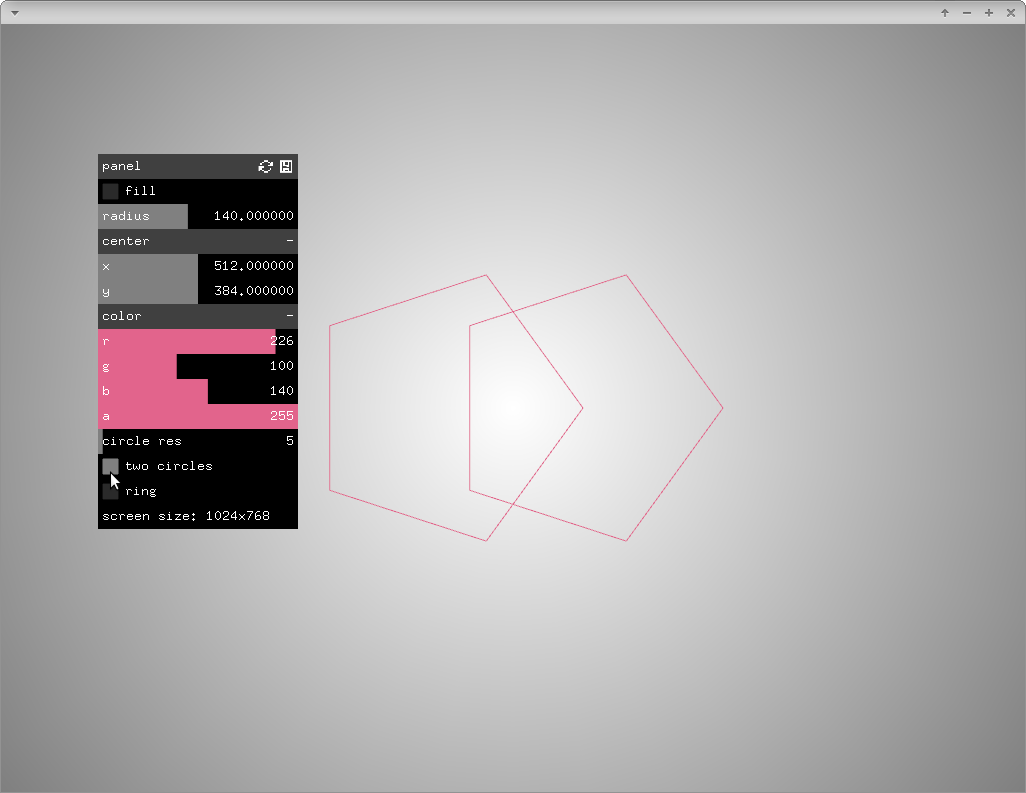 panel
fill
radius 140.000000
center -
x 512.000000
y 384.000000
color -
r 226
g 100
b 140
a 255
circle res 5
two circles
ring
screen size: 1024x768